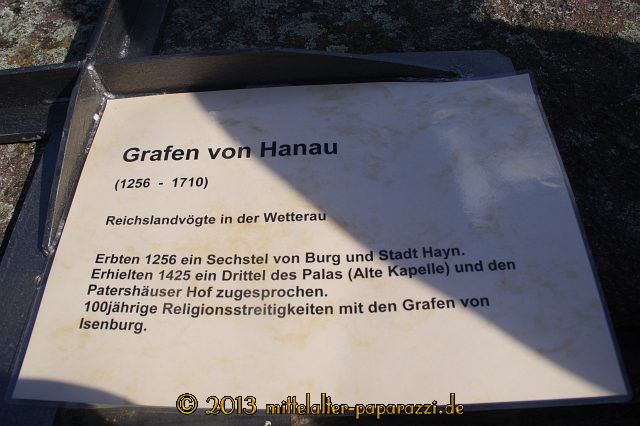 Grafen von Hanau
(1256 - 1710)
Reichslandvögte in der Wetterau
Erbten 1256 ein Sechstel von Burg und Stadt Hayn.
Erhielten 1425 ein Drittel des Palas (Alte Kapelle) und den
Patershäuser Hof zugesprochen.
100jährige Religionsstreitigkeiten mit den Grafen von
Isenburg.
© 2013 mittelalter-paparazzi.de